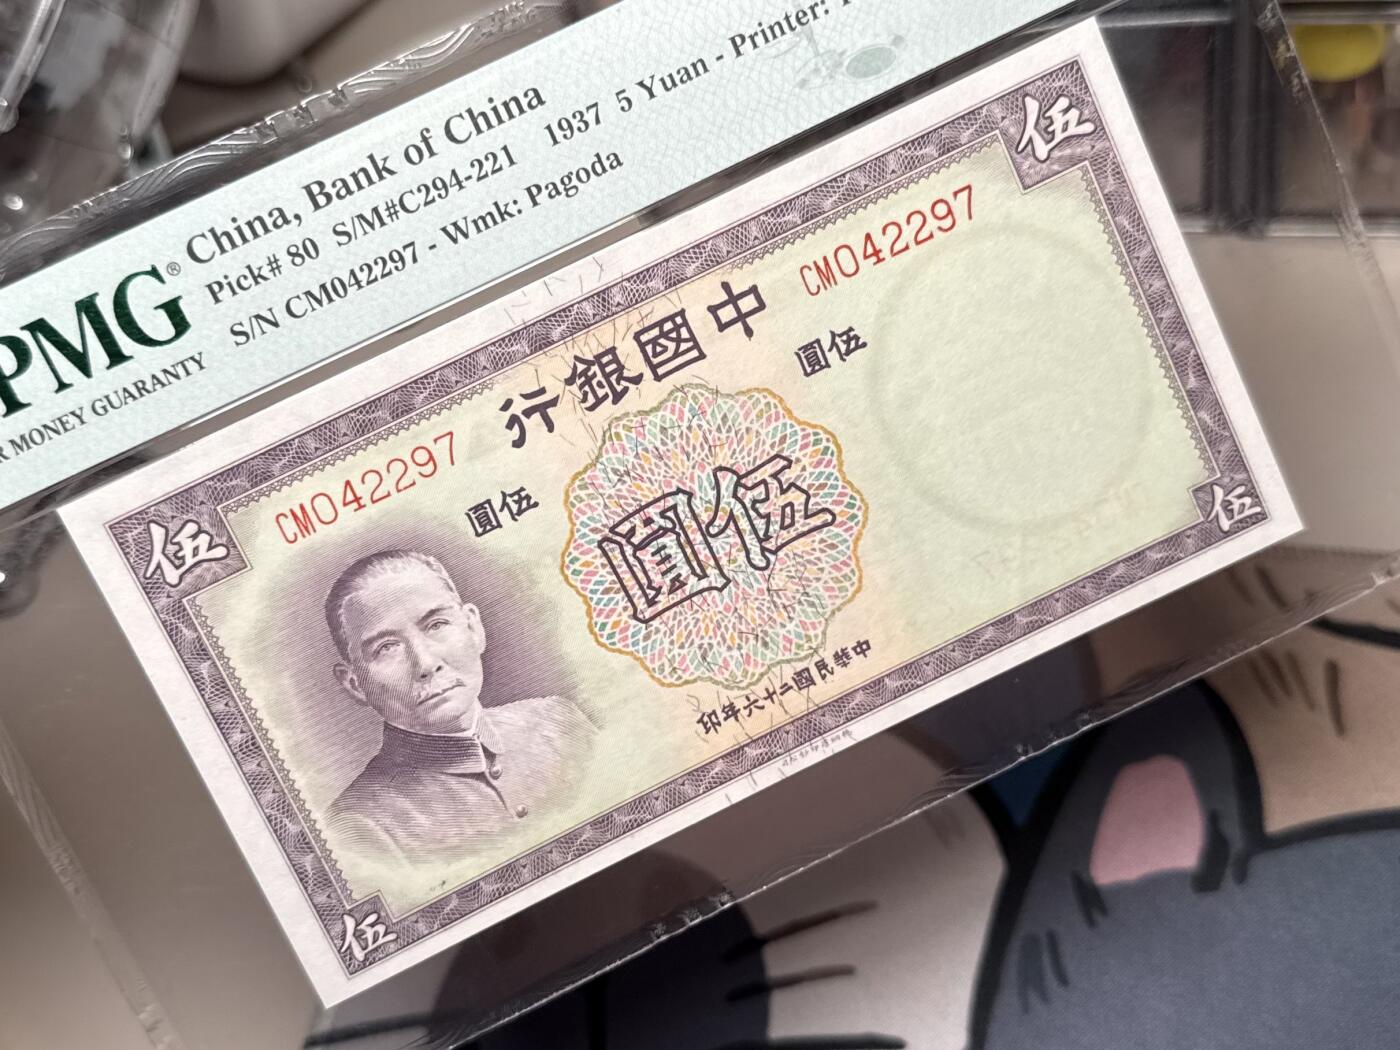 China, Bank of China
Pick# 80 S/M#C294-221 1937 5 Yuan - Printer:
S/N CM042297 - Wmk: Pagoda
PMG®
MONEY GUARANTY
伍
伍
CM042297
CM042297
行銀國中
圓伍
圓伍
圓伍
印年六十二國民華中
伍
伍